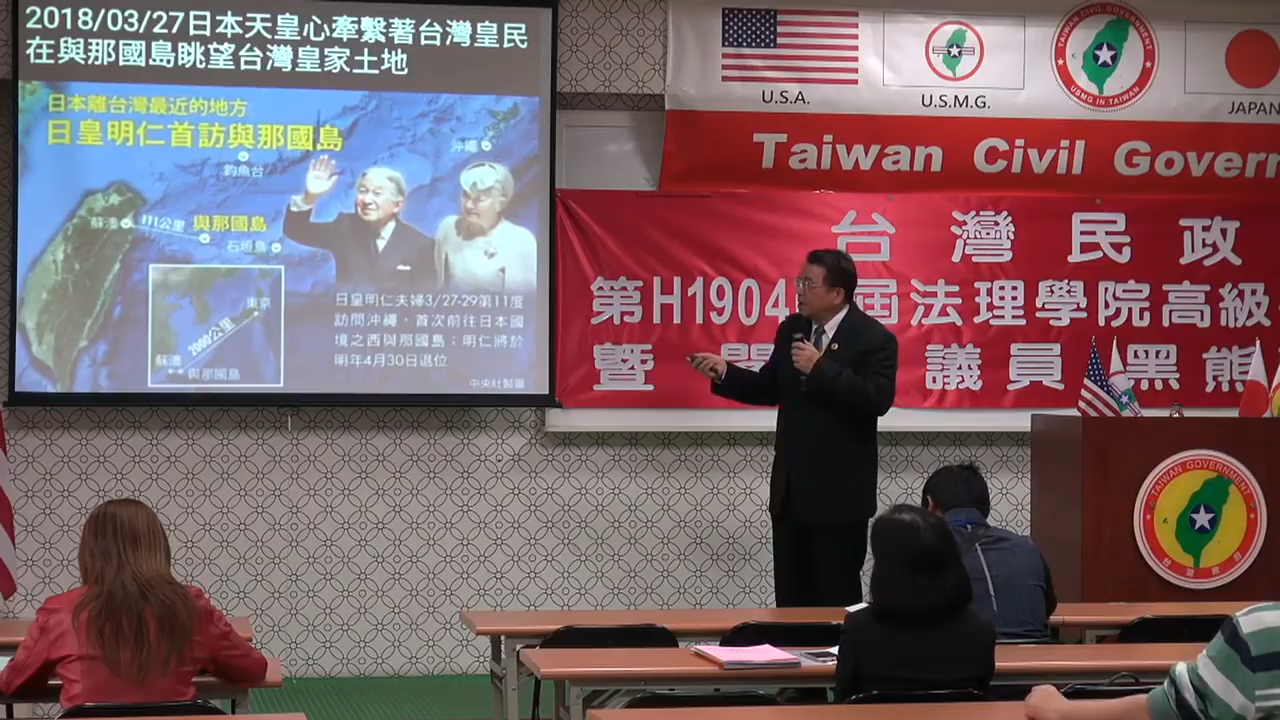 2018/03/27日本天皇心牽繫著台灣皇民
在與那國島眺望台灣皇家土地
日本離台灣最近的地方
日皇明仁首訪與那國島
沖繩
釣魚台
蘇澳
111公里
與那國島
石垣島
東京
2000公里
蘇澳
與那國島
日皇明仁夫婦3/27-29第11度
訪問沖繩，首次前往日本國
境之西與那國島；明仁將於
明年4月30日退位
中央社製圖
U.S.A.
U.S.M.G.
TAIWAN CIVIL GOVERNMENT
USMG IN TAIWAN
JAPAN
Taiwan Civil Govern
台灣民政
第H1904屆法理學院高級
暨 議員 黑熊
TAIWAN GOVERNMENT
台灣政府